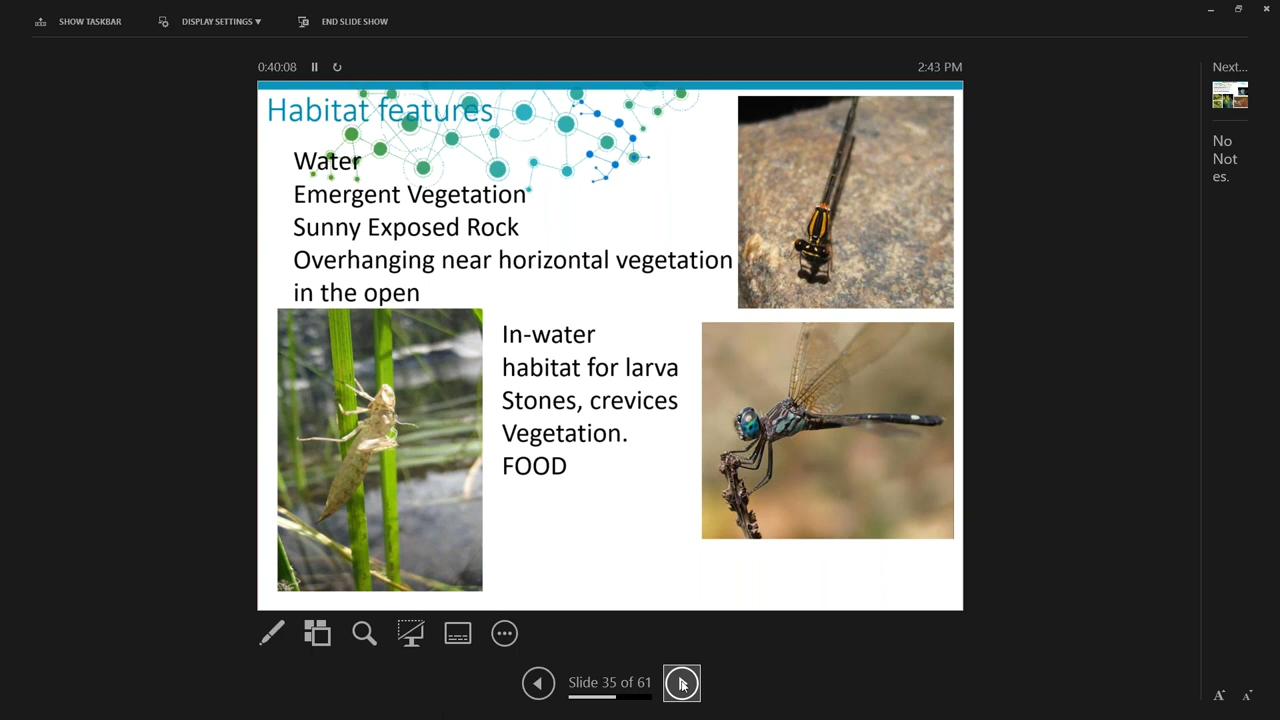 SHOW TASKBAR
DISPLAY SETTINGS ▼
END SLIDE SHOW
0:40:08
2:43 PM
Next...
Habitat features
Water
Emergent Vegetation
Sunny Exposed Rock
Overhanging near horizontal vegetation
in the open
In-water
habitat for larva
Stones, crevices
Vegetation.
FOOD
No
Not
es.
Slide 35 of 61
A
A